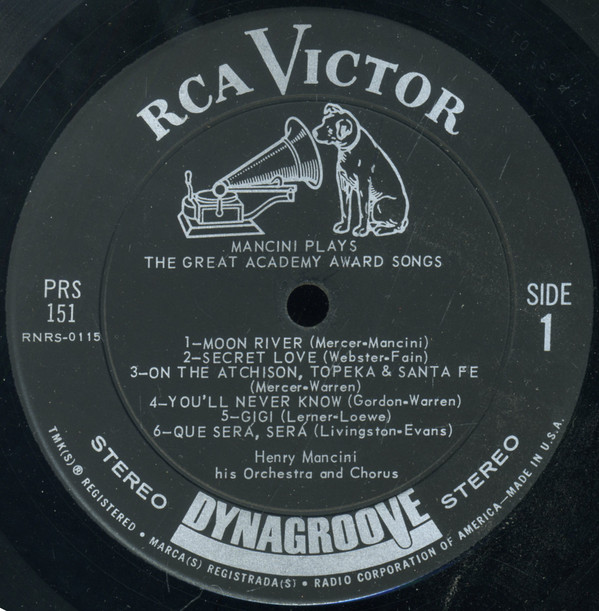 RCA VICTOR
MANCINI PLAYS
THE GREAT ACADEMY AWARD SONGS
PRS
151
RNRS-0115
SIDE
1
1—MOON RIVER (Mercer-Mancini)
2—SECRET LOVE (Webster-Fain)
3—ON THE ATCHISON, TOPEKA & SANTA FE
(Mercer-Warren)
4—YOU'LL NEVER KNOW (Gordon-Warren)
5—GIGI (Lerner-Loewe)
6—QUE SERA, SERA (Livingston-Evans)
Henry Mancini
his Orchestra and Chorus
STEREO
DYNAGROOVE
STEREO
TMK(S) ® REGISTERED • MARCA(S) REGISTRADA(S) • RADIO CORPORATION OF AMERICA—MADE IN U.S.A.